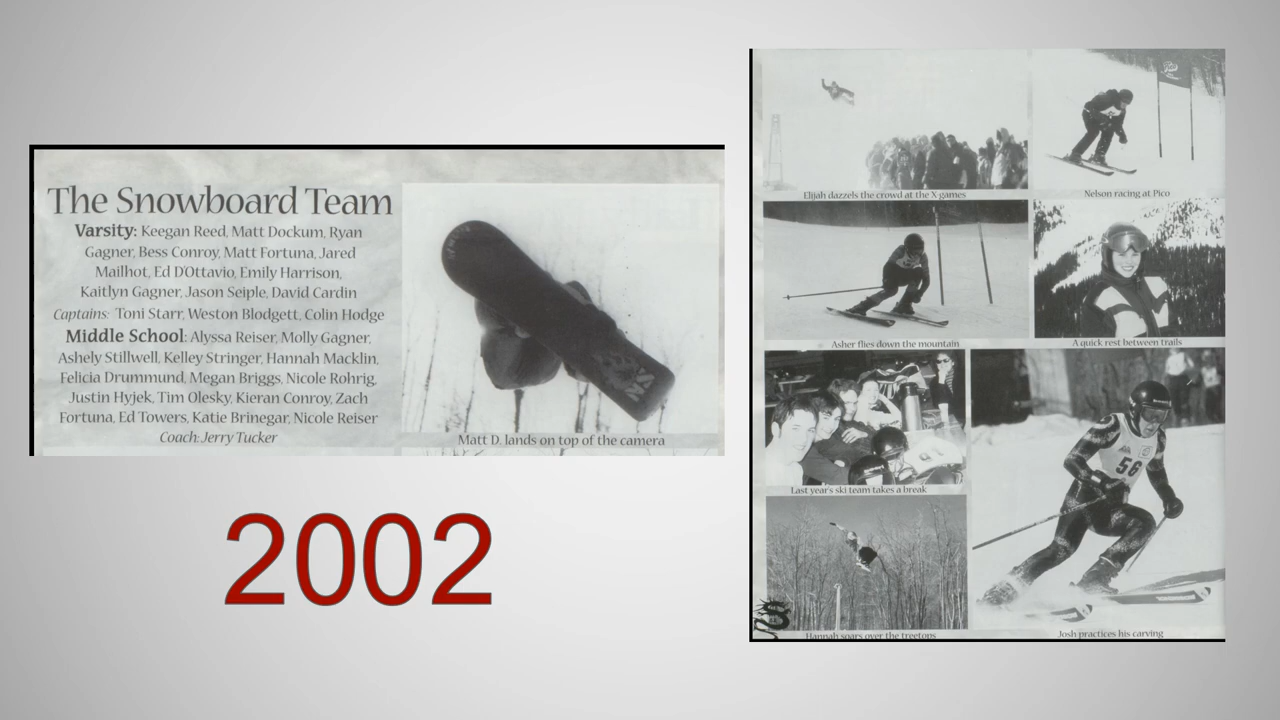 The Snowboard Team
Varsity: Keegan Reed, Matt Dockum, Ryan
Gagner, Bess Conroy, Matt Fortuna, Jared
Mailhot, Ed D'Ottavio, Emily Harrison,
Kaitlyn Gagner, Jason Seiple, David Cardin
Captains: Toni Starr, Weston Blodgett, Colin Hodge
Middle School: Alyssa Reiser, Molly Gagner,
Ashely Stillwell, Kelley Stringer, Hannah Macklin,
Felicia Drummund, Megan Briggs, Nicole Rohrig,
Justin Hyjek, Tim Olesky, Kieran Conroy, Zach
Fortuna, Ed Towers, Katie Brinegar, Nicole Reiser
Coach: Jerry Tucker
Matt D. lands on top of the camera
2002
Elijah dazzels the crowd at the X-games
Nelson racing at Pico
Asher flies down the mountain
A quick rest between trails
Last year's ski team takes a break
56
Hannah soars over the treetops
Josh practices his carving